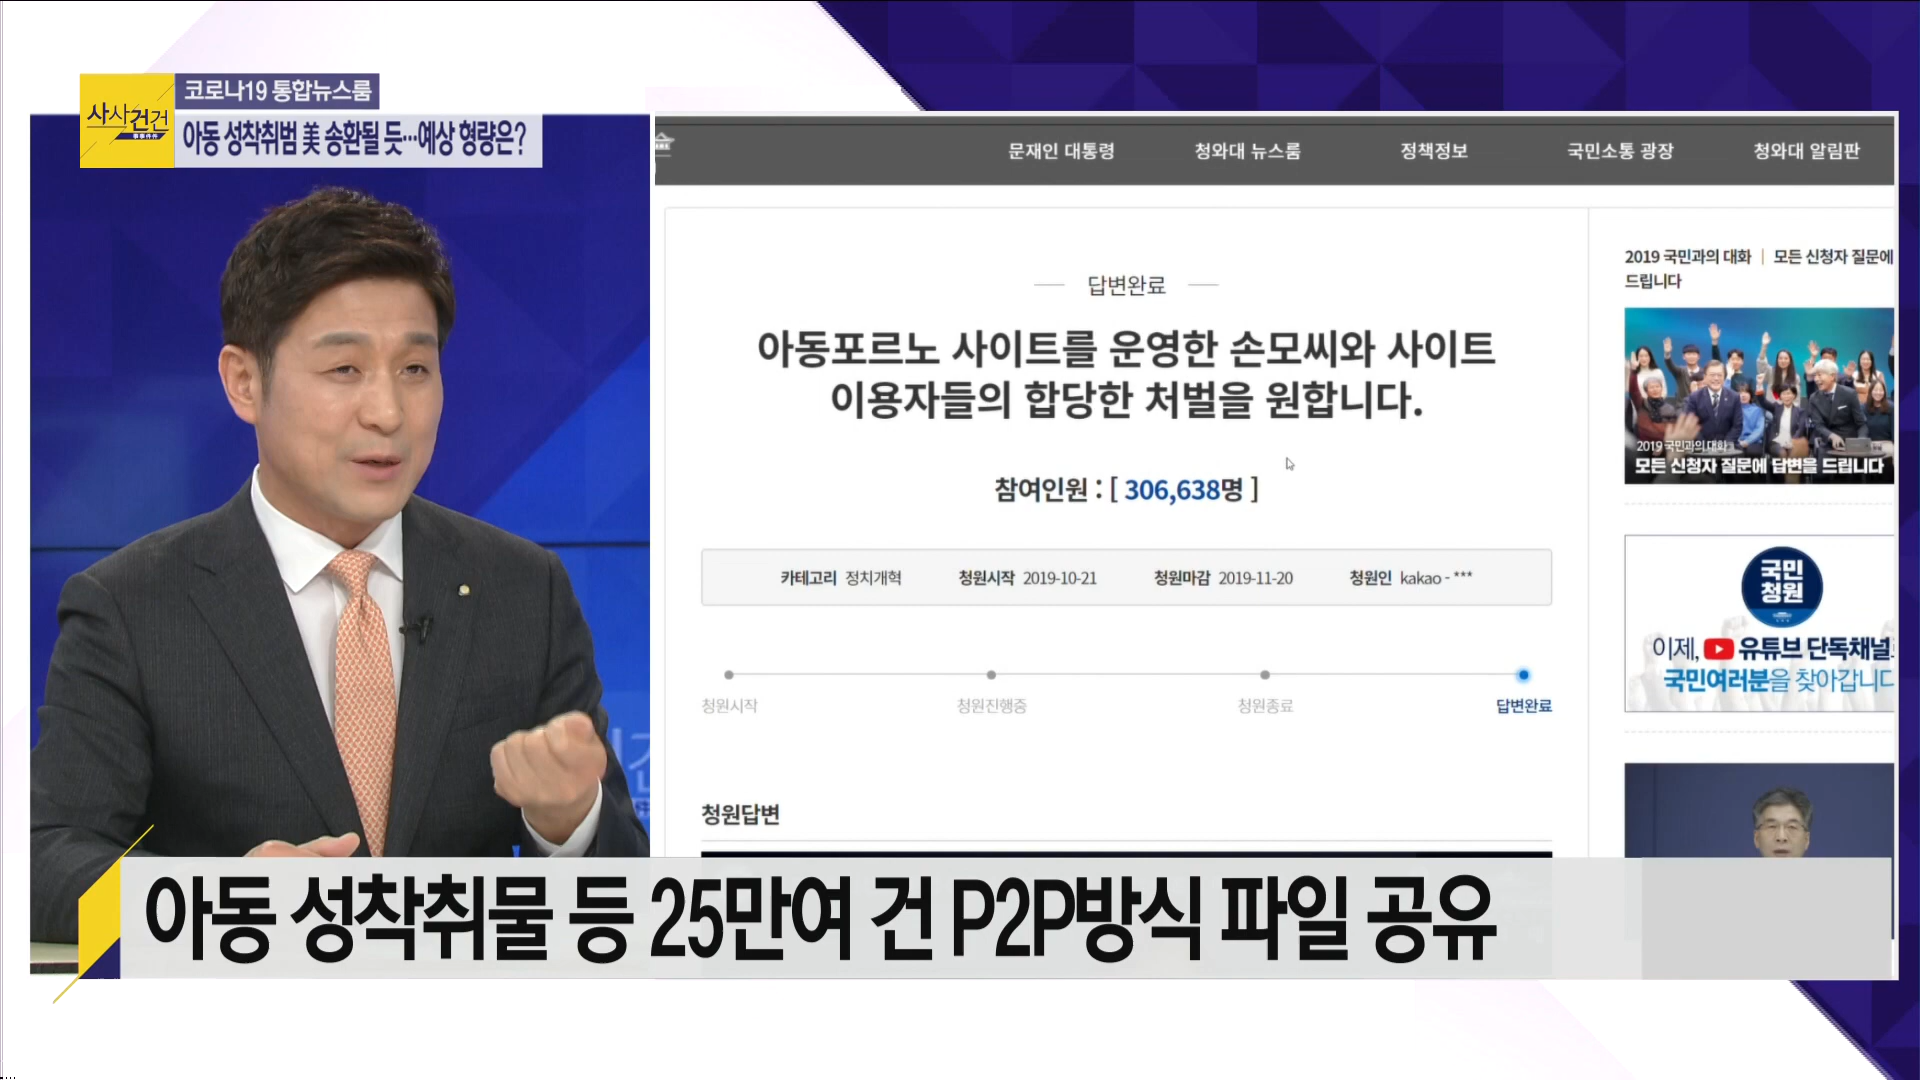 코로나19 통합뉴스룸
사사건건
아동 성착취범 美 송환될 듯…예상 형량은?
문재인 대통령
청와대 뉴스룸
정책정보
국민소통 광장
청와대 알림판
답변완료
아동포르노 사이트를 운영한 손모씨와 사이트
이용자들의 합당한 처벌을 원합니다.
참여인원 : [ 306,638명 ]
카테고리 정치개혁
청원시작 2019-10-21
청원마감 2019-11-20
청원인 kakao - ***
청원시작
청원진행중
청원종료
답변완료
청원답변
2019 국민과의 대화 | 모든 신청자 질문에
드립니다
2019 국민과의 대화
모든 신청자 질문에 답변을 드립니다
국민
청원
이제, 유튜브 단독채널
국민여러분을 찾아갑니다
아동 성착취물 등 25만여 건 P2P방식 파일 공유